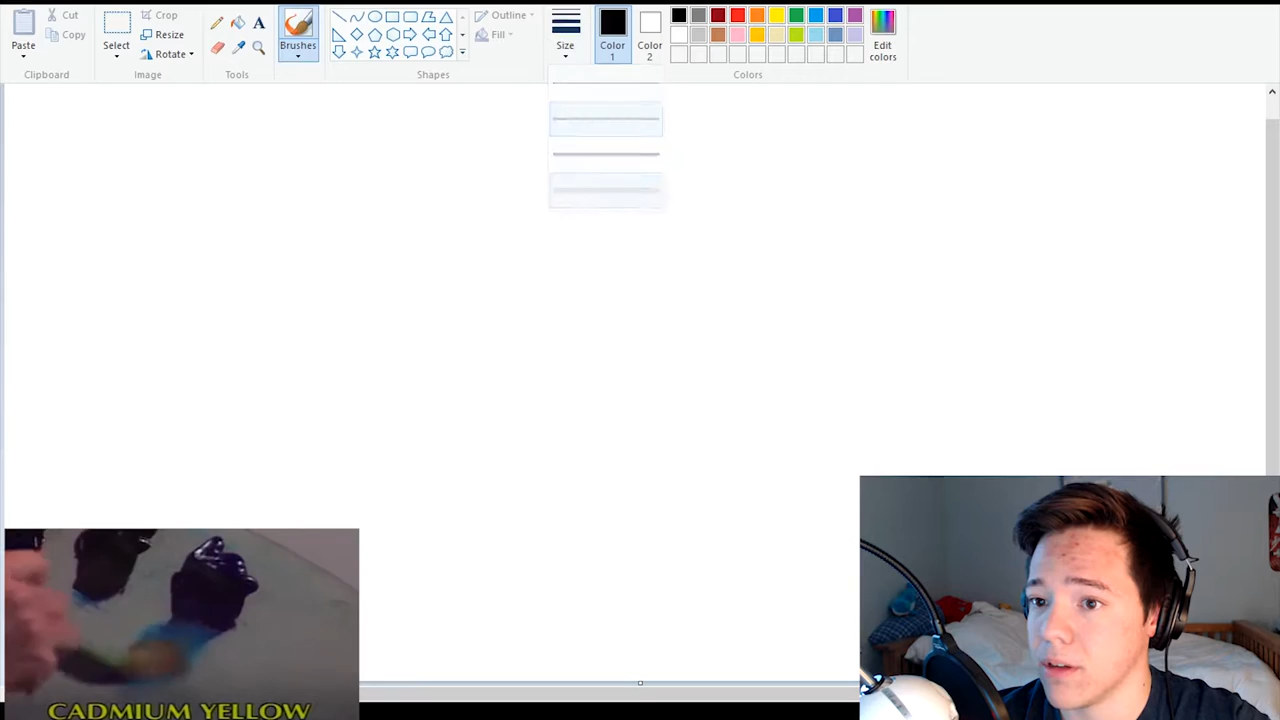 Paste
Cut
Copy
Clipboard
Select
Crop
Resize
Rotate
Image
A
Tools
Brushes
Shapes
Outline
Fill
Size
Color 1
Color 2
Edit colors
Colors
CADMIUM YELLOW